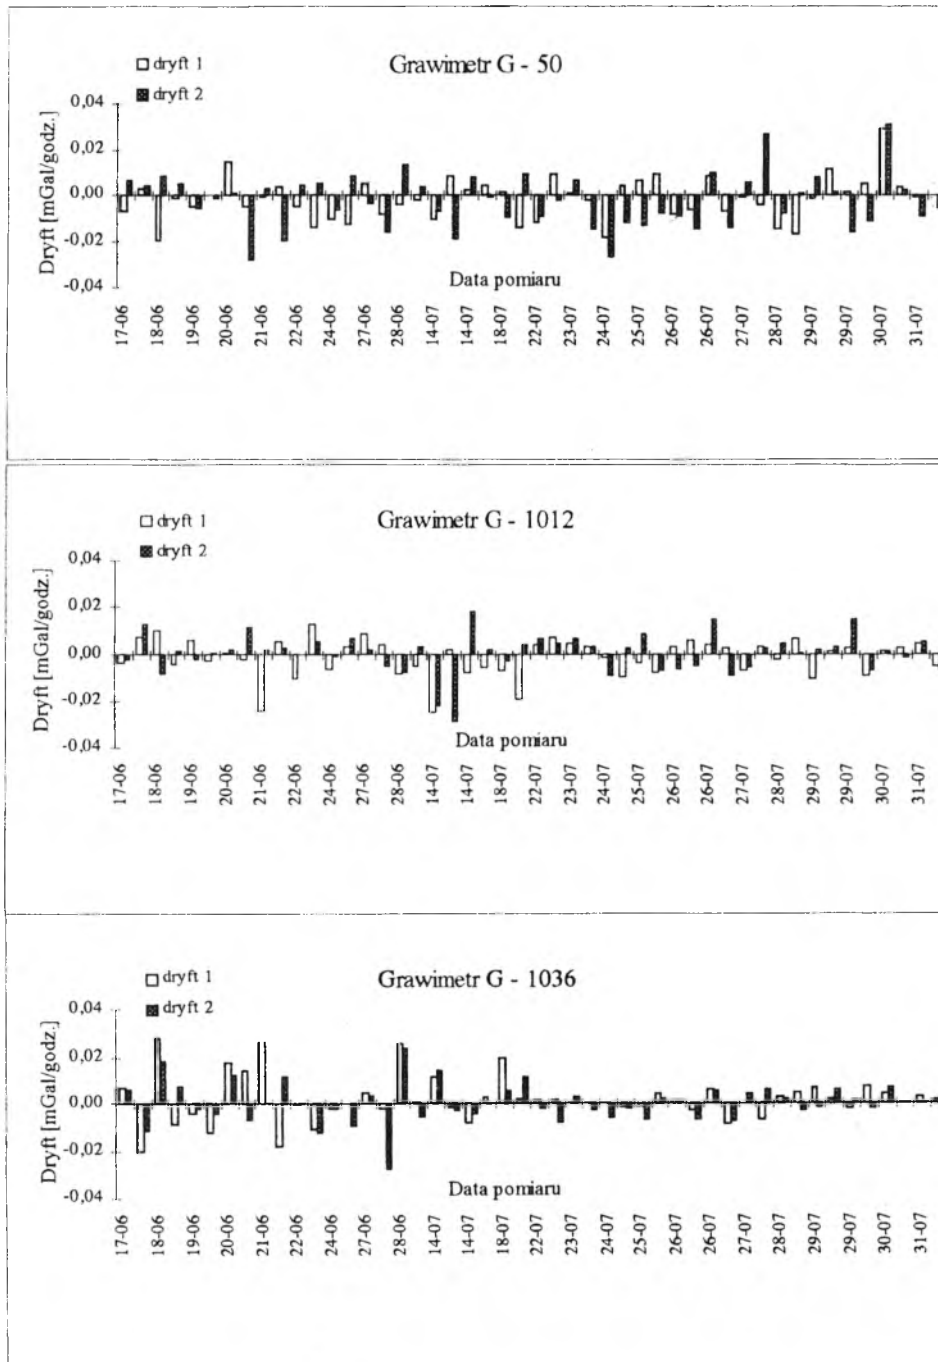 Grawimetr G - 50
dryft 1
dryft 2
Dryft [mGal/godz.]
0,04
0,02
0,00
-0,02
-0,04
Data pomiaru
17-06 18-06 19-06 20-06 21-06 22-06 24-06 27-06 28-06 14-07 14-07 18-07 22-07 23-07 24-07 25-07 26-07 26-07 27-07 28-07 29-07 29-07 30-07 31-07
Grawimetr G - 1012
dryft 1
dryft 2
Dryft [mGal/godz.]
0,04
0,02
0,00
-0,02
-0,04
Data pomiaru
17-06 18-06 19-06 20-06 21-06 22-06 24-06 27-06 28-06 14-07 14-07 18-07 22-07 23-07 24-07 25-07 26-07 26-07 27-07 28-07 29-07 29-07 30-07 31-07
Grawimetr G - 1036
dryft 1
dryft 2
Dryft [mGal/godz.]
0,04
0,02
0,00
-0,02
-0,04
Data pomiaru
17-06 18-06 19-06 20-06 21-06 22-06 24-06 27-06 28-06 14-07 14-07 18-07 22-07 23-07 24-07 25-07 26-07 26-07 27-07 28-07 29-07 29-07 30-07 31-07